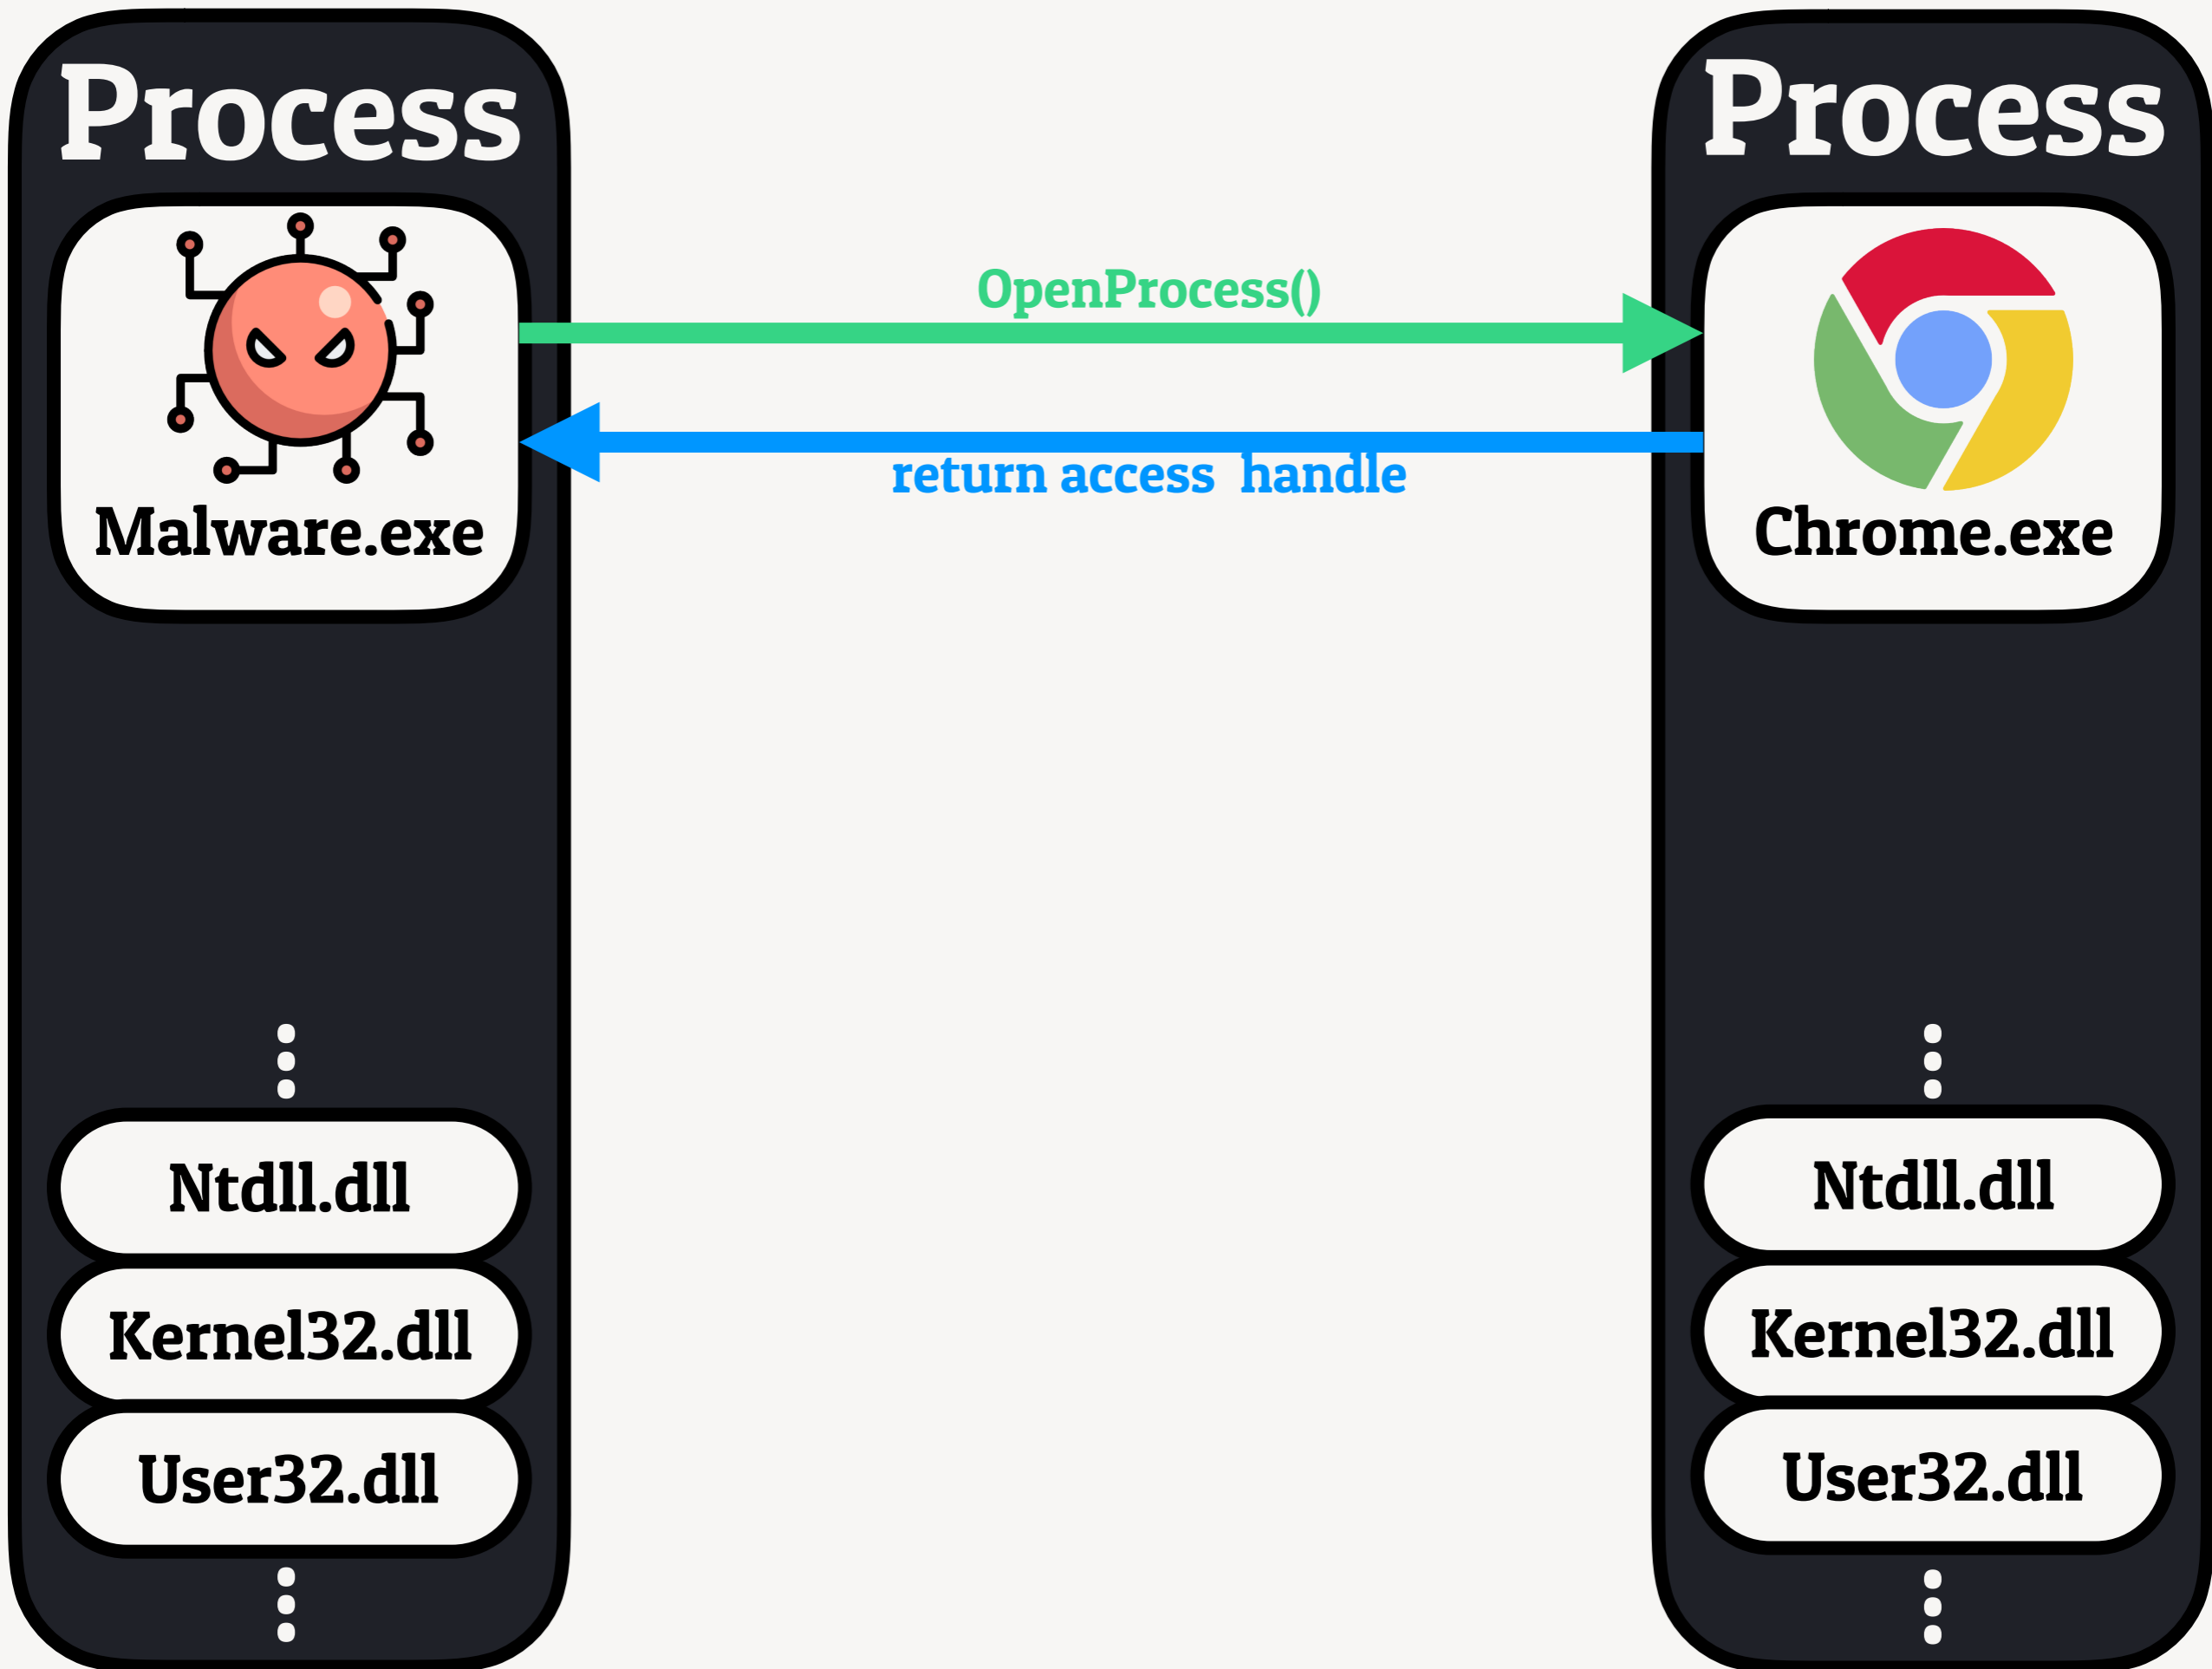 Process
Malware.exe
Ntdll.dll
Kernel32.dll
User32.dll
OpenProcess()
return access handle
Process
Chrome.exe
Ntdll.dll
Kernel32.dll
User32.dll